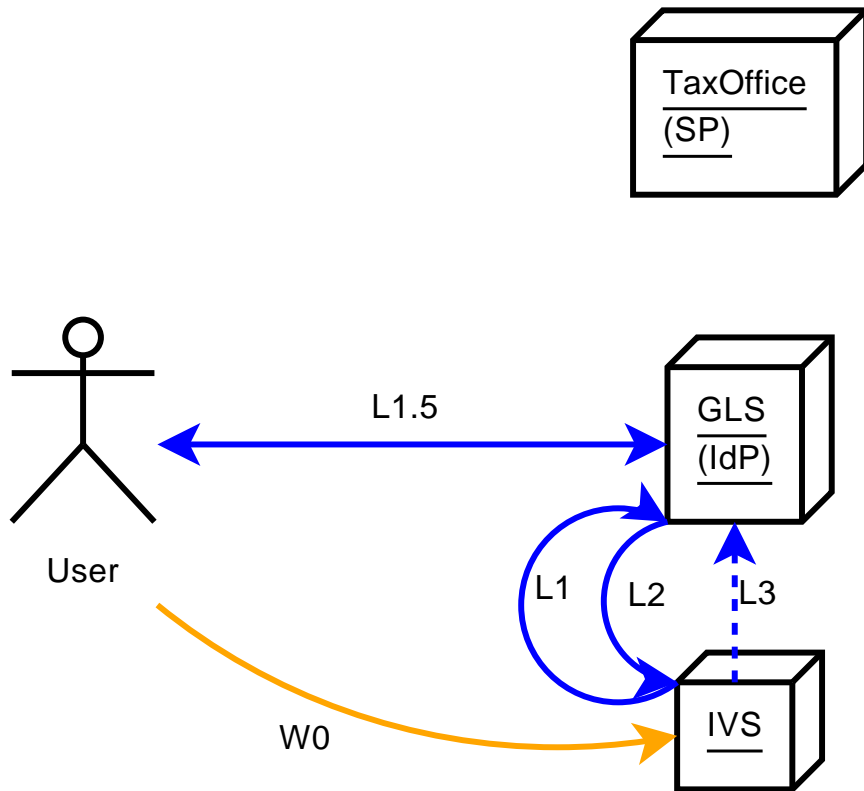 TaxOffice
(SP)
L1.5
GLS
(IdP)
User
L1
L2
L3
W0
IVS